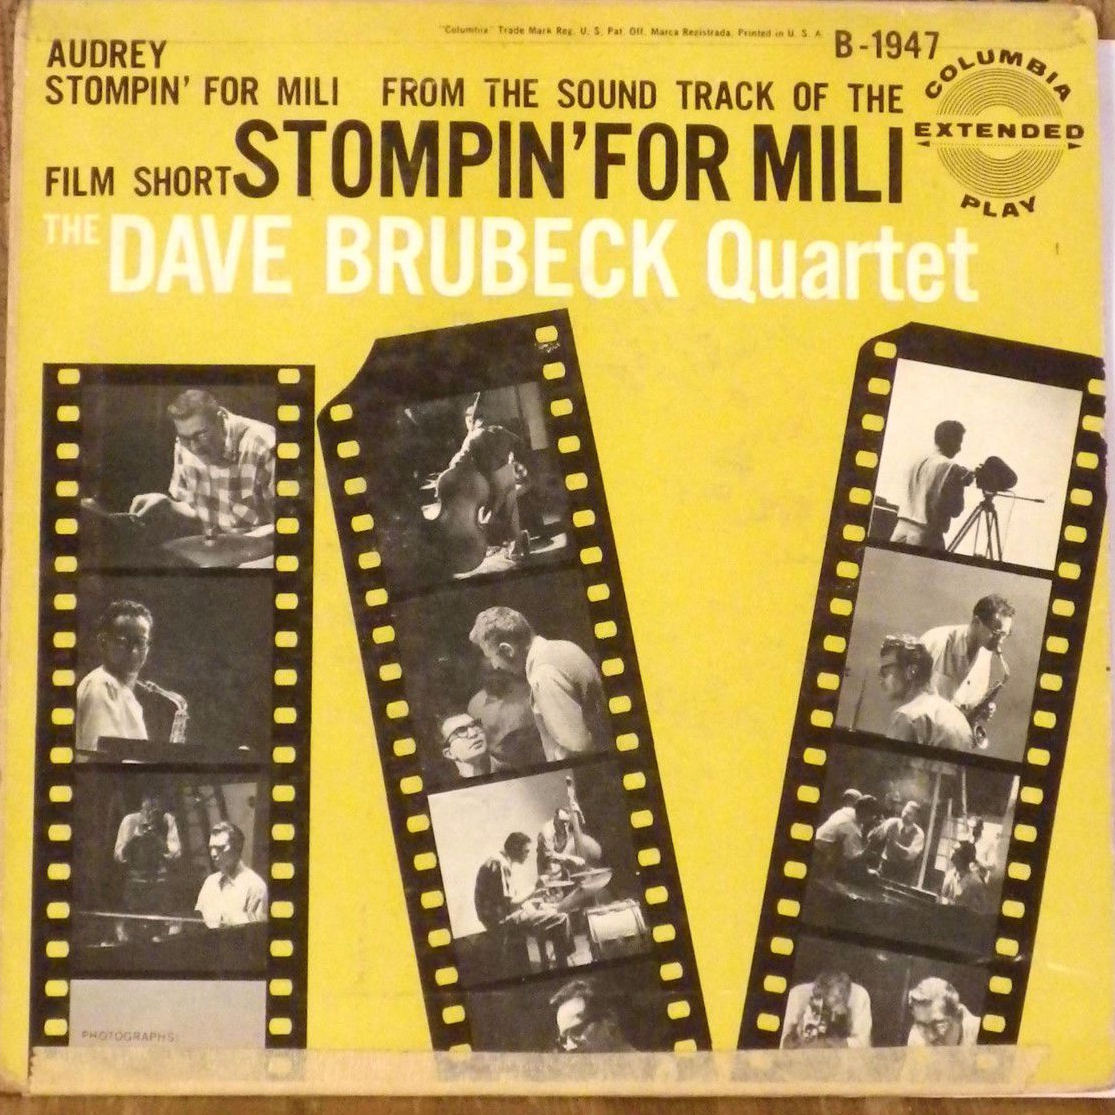 "Columbia" Trade Mark Reg. U. S. Pat. Off. Marca Registrada. Printed in U. S. A.
B-1947
AUDREY
STOMPIN' FOR MILI FROM THE SOUND TRACK OF THE
FILM SHORT STOMPIN' FOR MILI
COLUMBIA
EXTENDED
PLAY
THE DAVE BRUBECK Quartet
PHOTOGRAPHS: